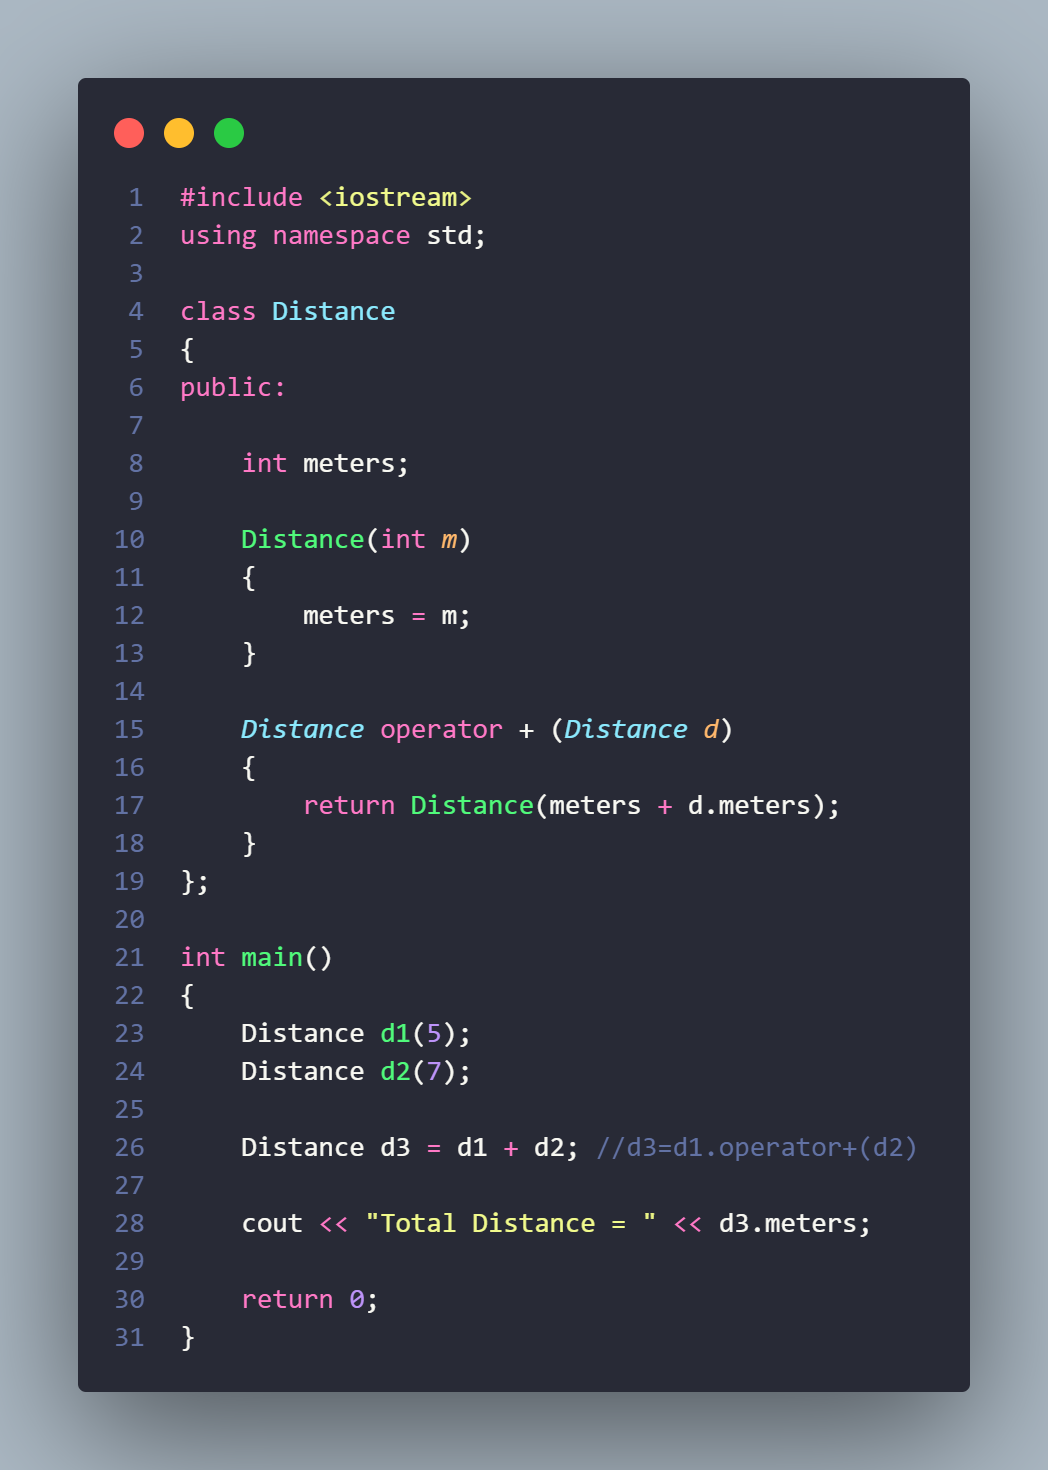 1 #include <iostream>
2 using namespace std;
3
4 class Distance
5 {
6 public:
7
8     int meters;
9
10     Distance(int m)
11     {
12         meters = m;
13     }
14
15     Distance operator + (Distance d)
16     {
17         return Distance(meters + d.meters);
18     }
19 };
20
21 int main()
22 {
23     Distance d1(5);
24     Distance d2(7);
25
26     Distance d3 = d1 + d2; //d3=d1.operator+(d2)
27
28     cout << "Total Distance = " << d3.meters;
29
30     return 0;
31 }